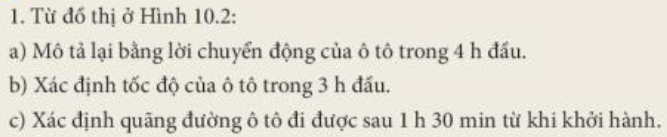 1. Từ đồ thị ở Hình 10.2:
a) Mô tả lại bằng lời chuyển động của ô tô trong 4 h đầu.
b) Xác định tốc độ của ô tô trong 3 h đầu.
c) Xác định quãng đường ô tô đi được sau 1 h 30 min từ khi khởi hành.